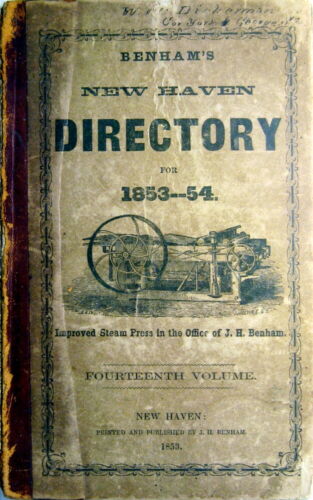 BENHAM'S
NEW HAVEN
DIRECTORY
FOR
1853--54.
Improved Steam Press in the Office of J. H. Benham.
FOURTEENTH VOLUME.
NEW HAVEN:
PRINTED AND PUBLISHED BY J. H. BENHAM.
1853.